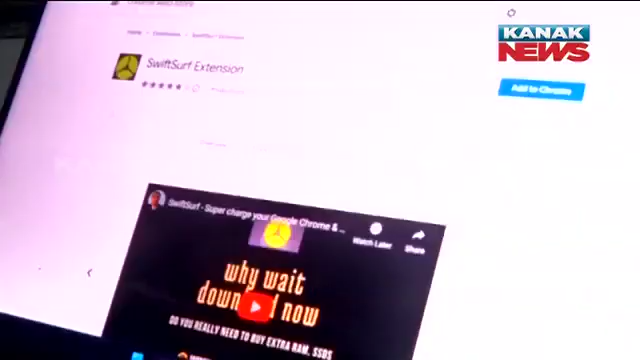 KANAK
NEWS
SwiftSurf Extension
Add to Chrome
SwiftSurf - Super charge your Google Chrome & ...
Watch Later
Share
why wait
now
DO YOU REALLY NEED TO BUY EXTRA RAM, SSDS